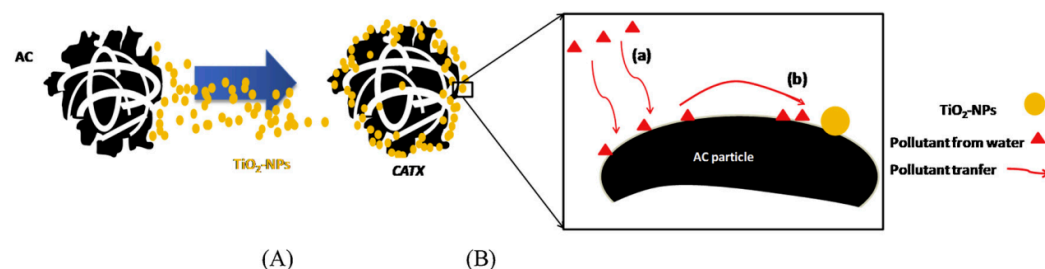 AC
TiO2-NPs
CATX
(a)
(b)
AC particle
TiO2-NPs
Pollutant from water
Pollutant tranfer
(A)
(B)